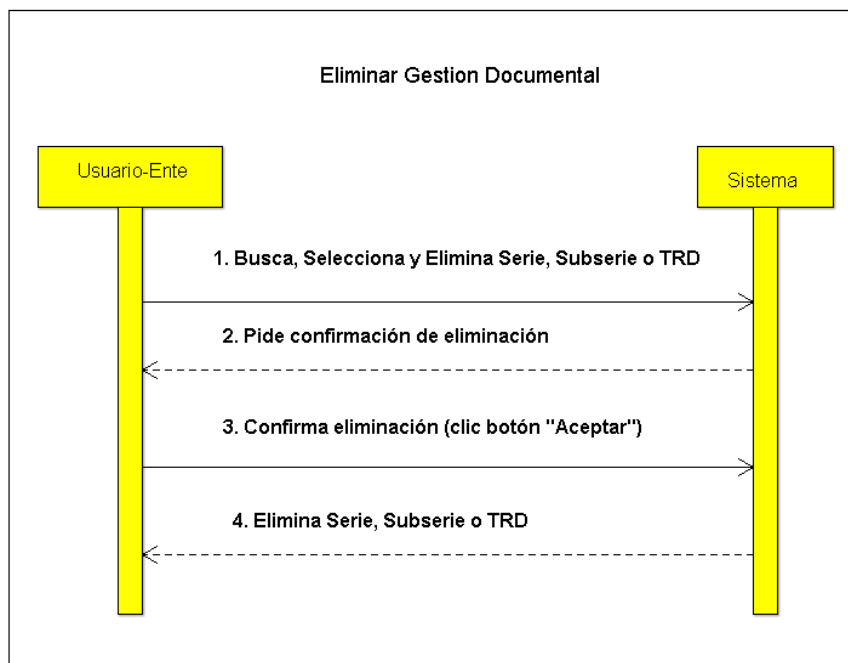 Eliminar Gestion Documental
Usuario-Ente
Sistema
1. Busca, Selecciona y Elimina Serie, Subserie o TRD
2. Pide confirmación de eliminación
3. Confirma eliminación (clic botón "Aceptar")
4. Elimina Serie, Subserie o TRD